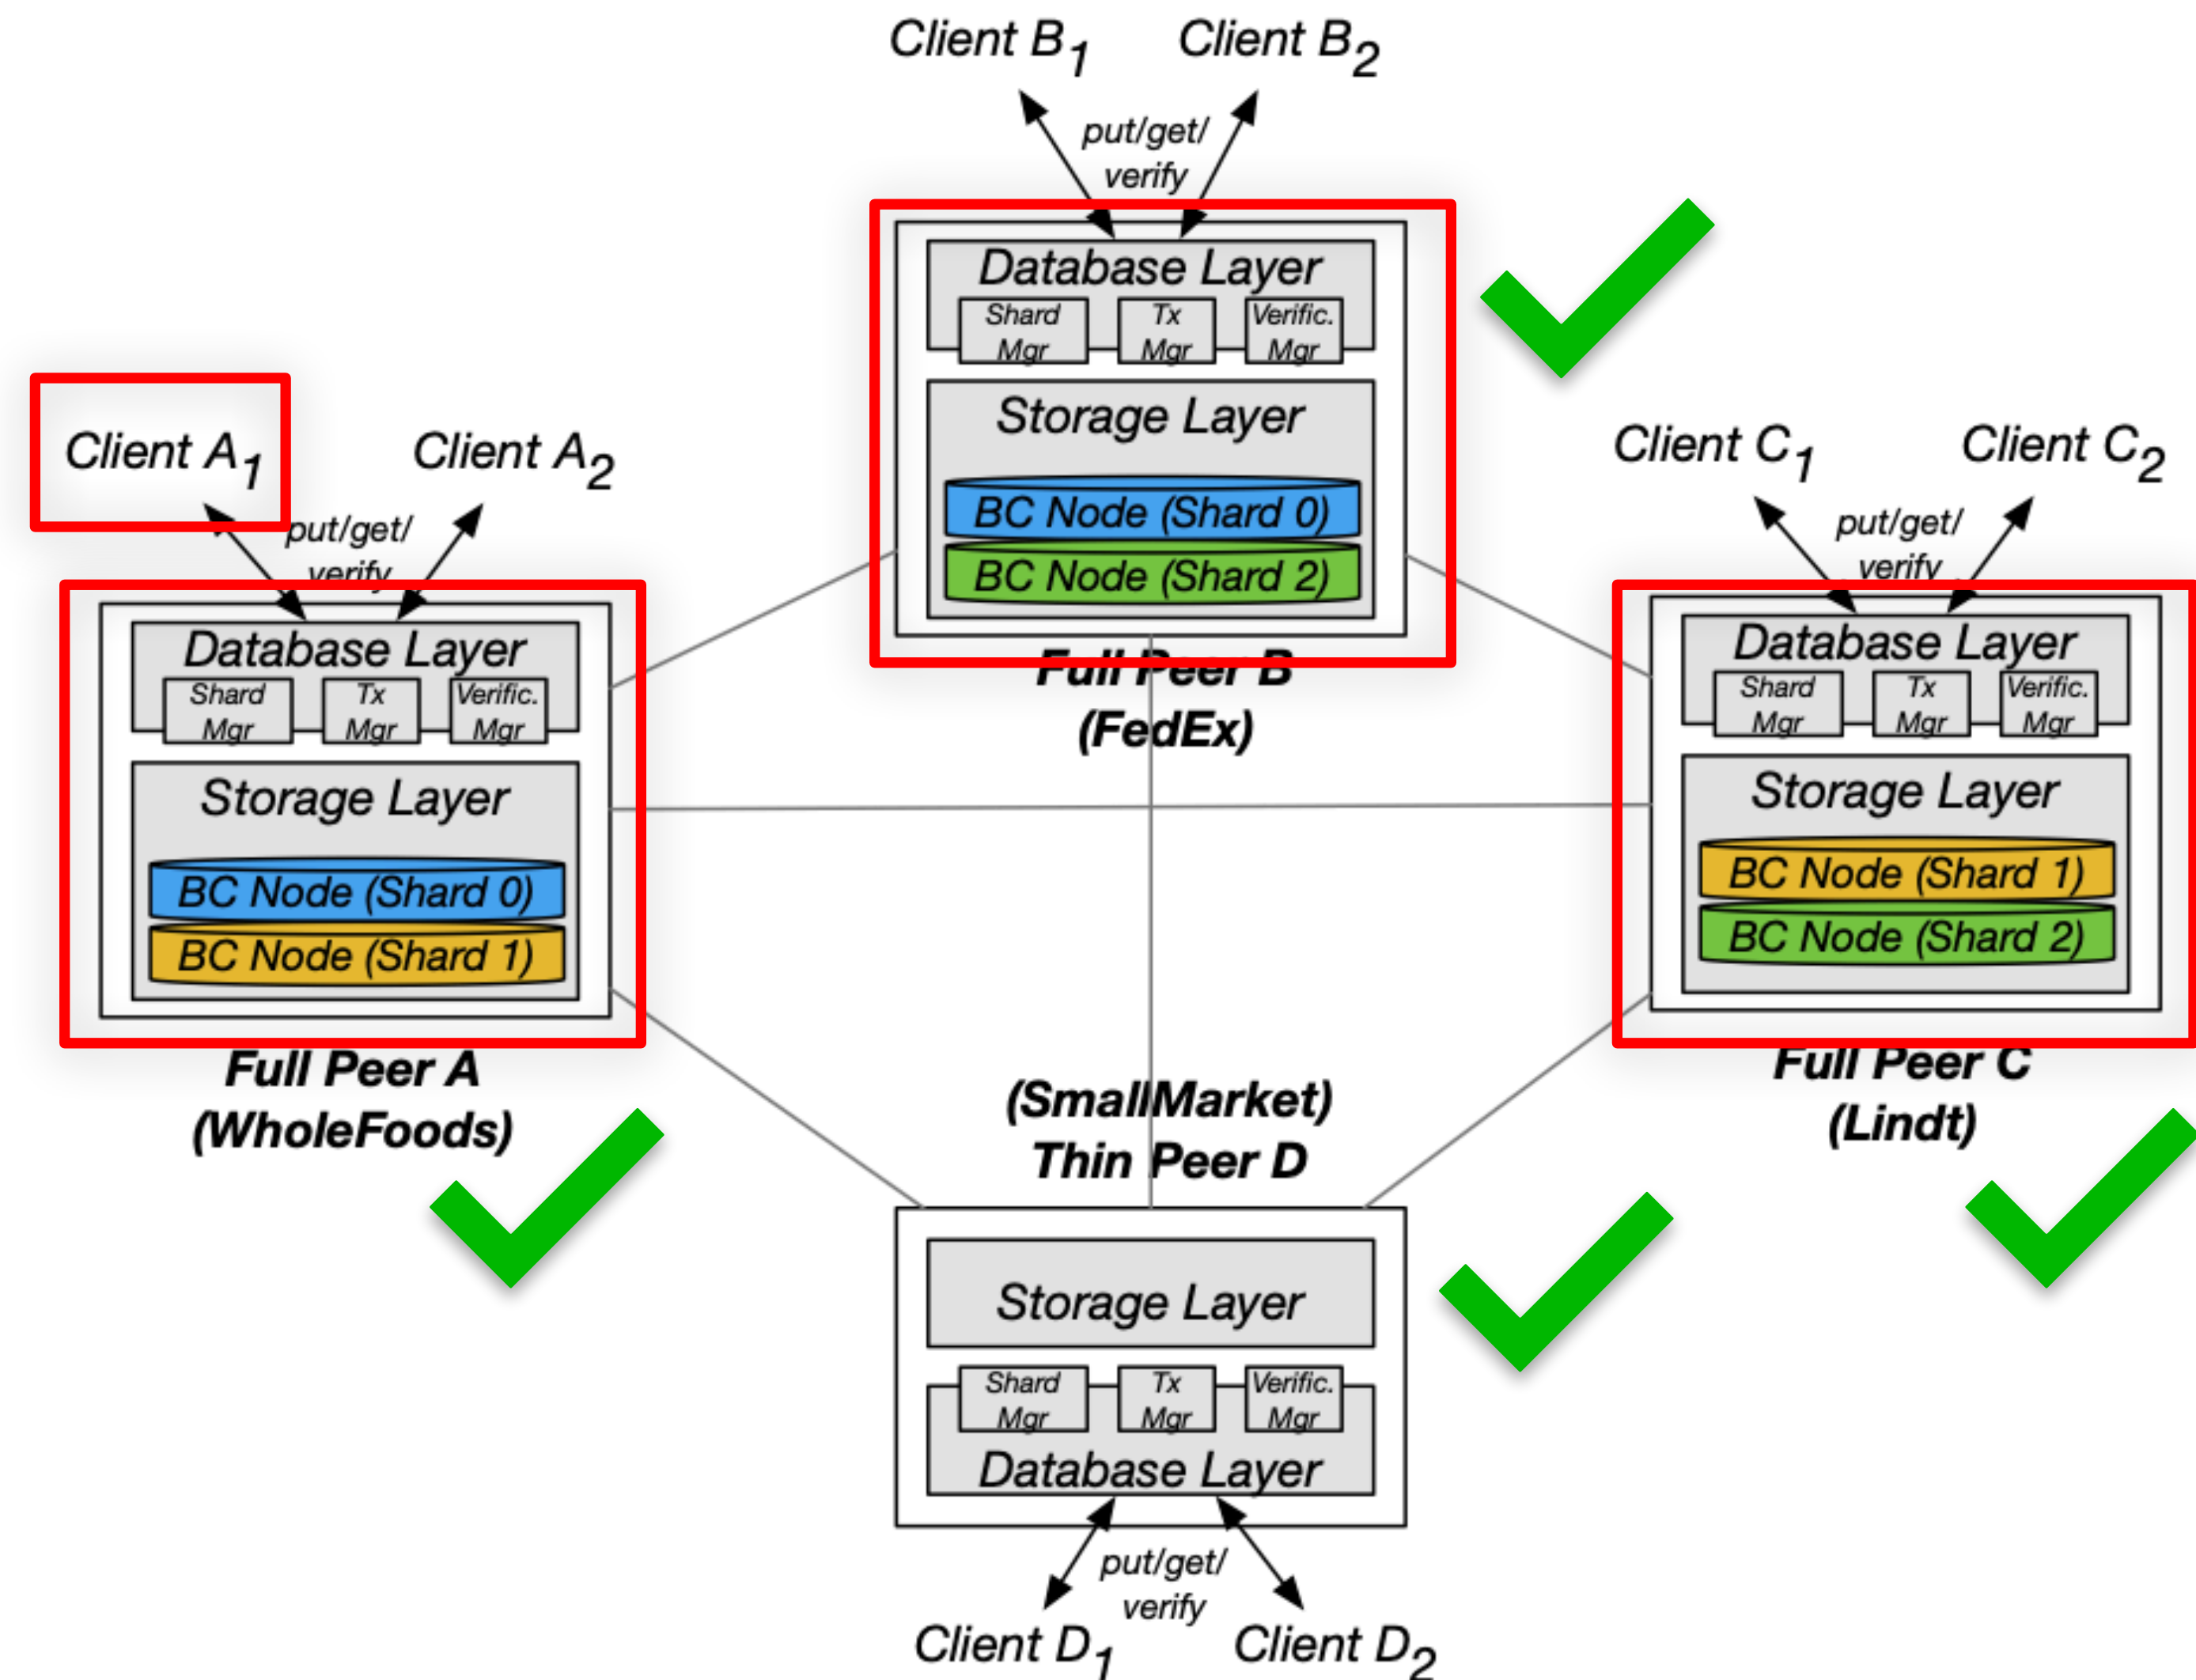 Client B1 Client B2
put/get/
verify
Database Layer
Shard Mgr
Tx Mgr
Verific. Mgr
Storage Layer
BC Node (Shard 0)
BC Node (Shard 2)
Full Peer B
(FedEx)
Client A1 Client A2
put/get/
verify
Database Layer
Shard Mgr
Tx Mgr
Verific. Mgr
Storage Layer
BC Node (Shard 0)
BC Node (Shard 1)
Full Peer A
(WholeFoods)
Client C1 Client C2
put/get/
verify
Database Layer
Shard Mgr
Tx Mgr
Verific. Mgr
Storage Layer
BC Node (Shard 1)
BC Node (Shard 2)
Full Peer C
(Lindt)
(SmallMarket)
Thin Peer D
Storage Layer
Shard Mgr
Tx Mgr
Verific. Mgr
Database Layer
put/get/
verify
Client D1 Client D2